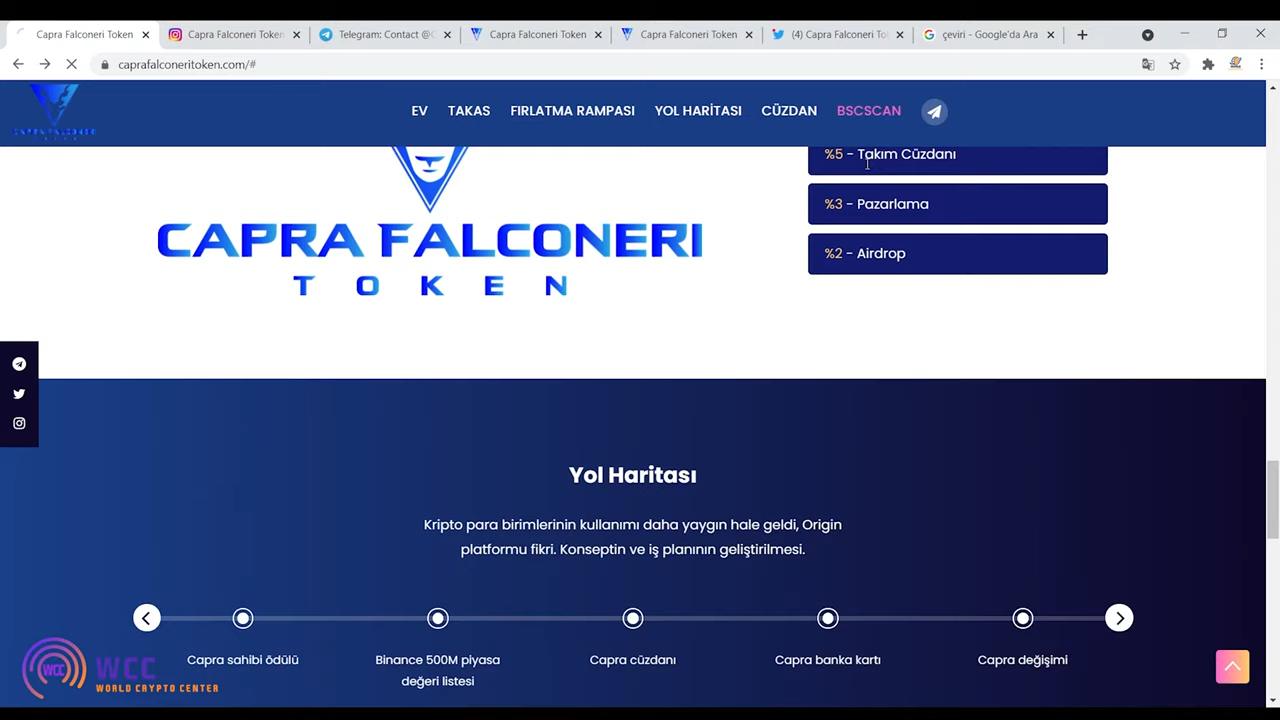 Capra Falconeri Token
Capra Falconeri Token
Telegram: Contact @C
Capra Falconeri Token
Capra Falconeri Token
(4) Capra Falconeri To
çeviri - Google'da Ara
caprafalconeritoken.com/#
EV TAKAS FIRLATMA RAMPASI YOL HARİTASI CÜZDAN BSCSCAN
%5 - Takım Cüzdanı
%3 - Pazarlama
%2 - Airdrop
CAPRA FALCONERI
TOKEN
Yol Haritası
Kripto para birimlerinin kullanımı daha yaygın hale geldi, Origin
platformu fikri. Konseptin ve iş planının geliştirilmesi.
Capra sahibi ödülü
Binance 500M piyasa
değeri listesi
Capra cüzdanı
Capra banka kartı
Capra değişimi
WCC
WCC
WORLD CRYPTO CENTER